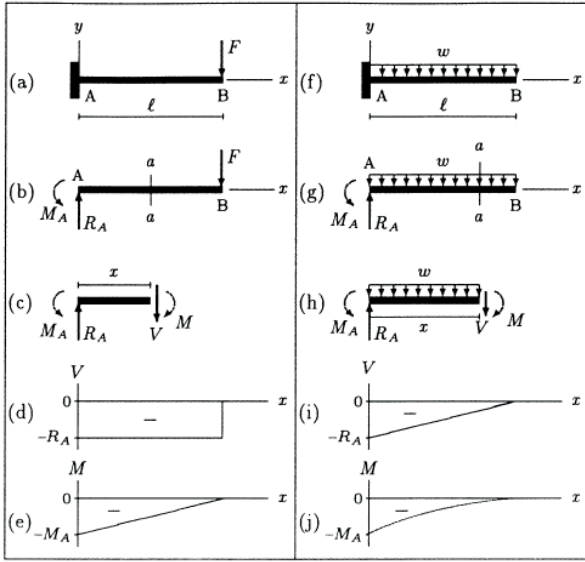 y
F
(a)
A
B
x
ℓ
A
a
F
(b)
M_A
R_A
a
B
x
x
(c)
M_A
R_A
V
M
V
(d)
0
−
x
−R_A
M
(e)
0
−
x
−M_A
y
w
(f)
A
B
x
ℓ
A
w
a
(g)
M_A
R_A
a
B
x
w
(h)
M_A
R_A
x
V
M
V
(i)
0
−
x
−R_A
M
(j)
0
−
x
−M_A